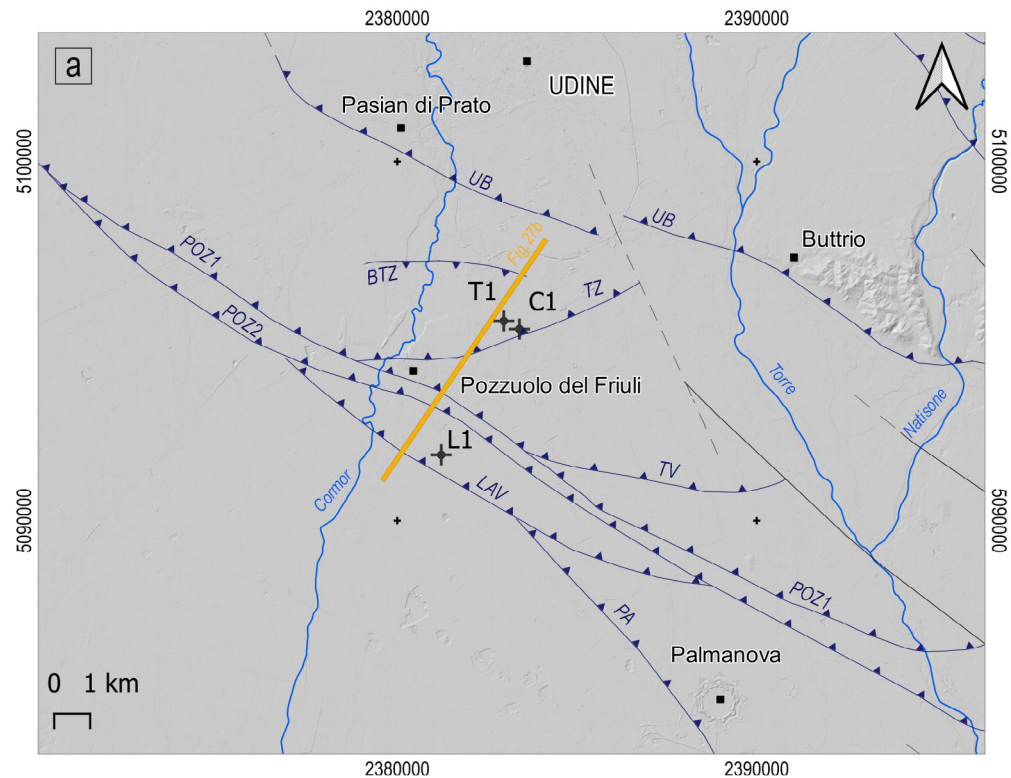 2380000
2390000
a
UDINE
Pasian di Prato
5100000
5100000
UB
UB
Fig 27b
Buttrio
POZ1
BTZ
T1
C1
TZ
POZ2
Pozzuolo del Friuli
Torre
Natisone
L1
TV
LAV
Cormor
5090000
5090000
POZ1
PA
Palmanova
0 1 km
2380000
2390000